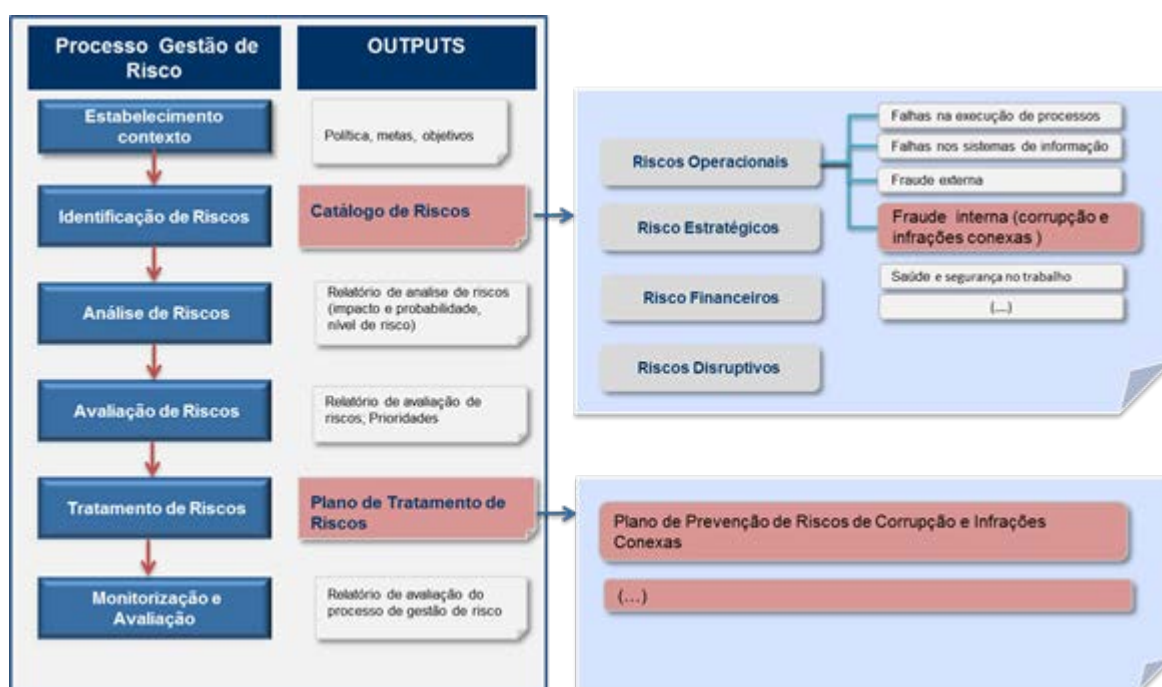 Processo Gestão de
Risco
OUTPUTS
Estabelecimento
contexto
Política, metas, objetivos
Identificação de Riscos
Catálogo de Riscos
Análise de Riscos
Relatório de analise de riscos
(impacto e probabilidade,
nível de risco)
Avaliação de Riscos
Relatório de avaliação de
riscos; Prioridades
Tratamento de Riscos
Plano de Tratamento de
Riscos
Monitorização e
Avaliação
Relatório de avaliação do
processo de gestão de risco
Riscos Operacionais
Risco Estratégicos
Risco Financeiros
Riscos Disruptivos
Falhas na execução de processos
Falhas nos sistemas de informação
Fraude externa
Fraude interna (corrupção e
infrações conexas )
Saúde e segurança no trabalho
(....)
Plano de Prevenção de Riscos de Corrupção e Infrações
Conexas
(...)